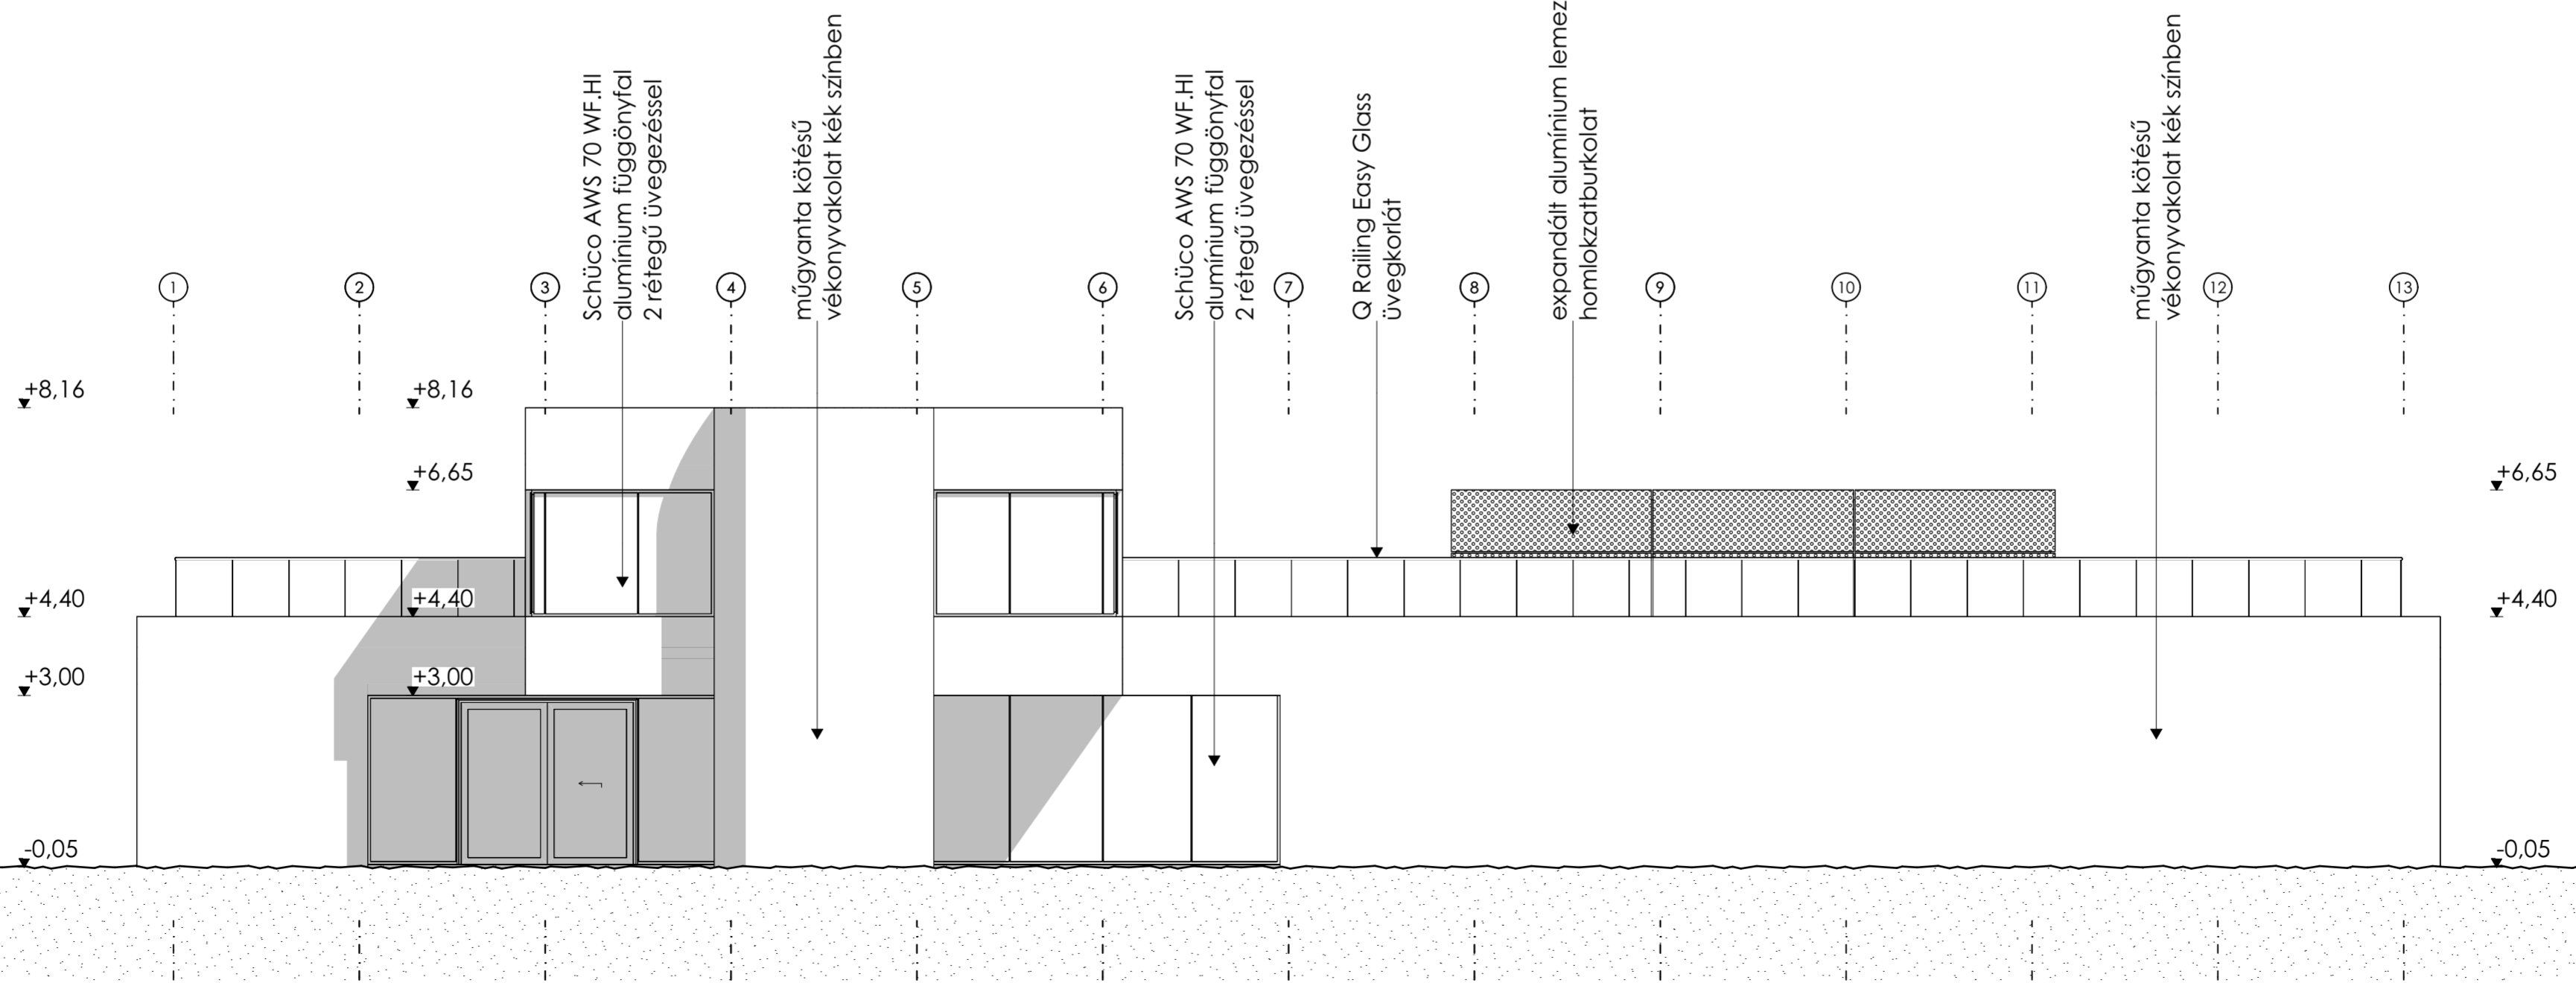 Schüco AWS 70 WF.HI
alumínium függönyfal
2 rétegű üvegezéssel
műgyanta kötésű
vékonyvakolat kék színben
Schüco AWS 70 WF.HI
alumínium függönyfal
2 rétegű üvegezéssel
Q Railing Easy Glass
üvegkorlát
expandált alumínium lemez
homlokzatburkolat
műgyanta kötésű
vékonyvakolat kék színben
1 2 3 4 5 6 7 8 9 10 11 12 13
+8,16 +8,16
+6,65 +6,65
+4,40 +4,40 +4,40
+3,00 +3,00
-0,05 -0,05